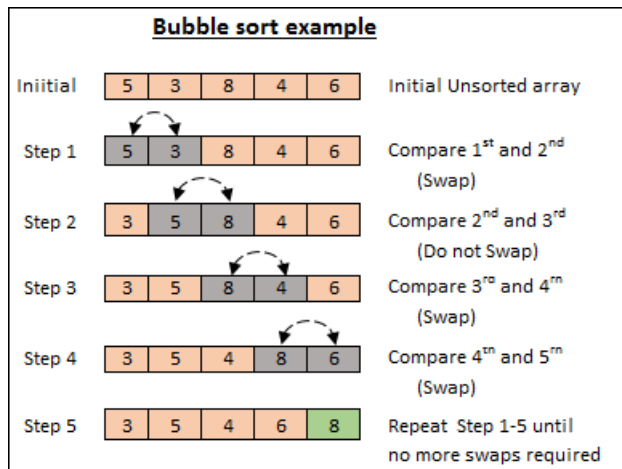 Bubble sort example
Iniitial 5 3 8 4 6 Initial Unsorted array
Step 1 5 3 8 4 6 Compare 1st and 2nd
(Swap)
Step 2 3 5 8 4 6 Compare 2nd and 3rd
(Do not Swap)
Step 3 3 5 8 4 6 Compare 3rd and 4th
(Swap)
Step 4 3 5 4 8 6 Compare 4th and 5th
(Swap)
Step 5 3 5 4 6 8 Repeat Step 1-5 until
no more swaps required